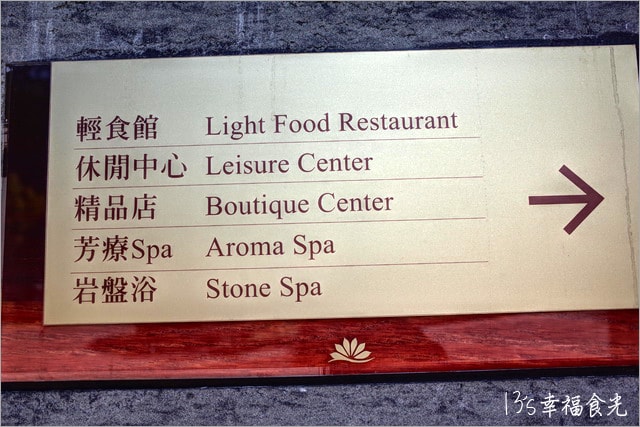 輕食館 Light Food Restaurant
休閒中心 Leisure Center
精品店 Boutique Center
芳療Spa Aroma Spa
岩盤浴 Stone Spa
13's幸福食光